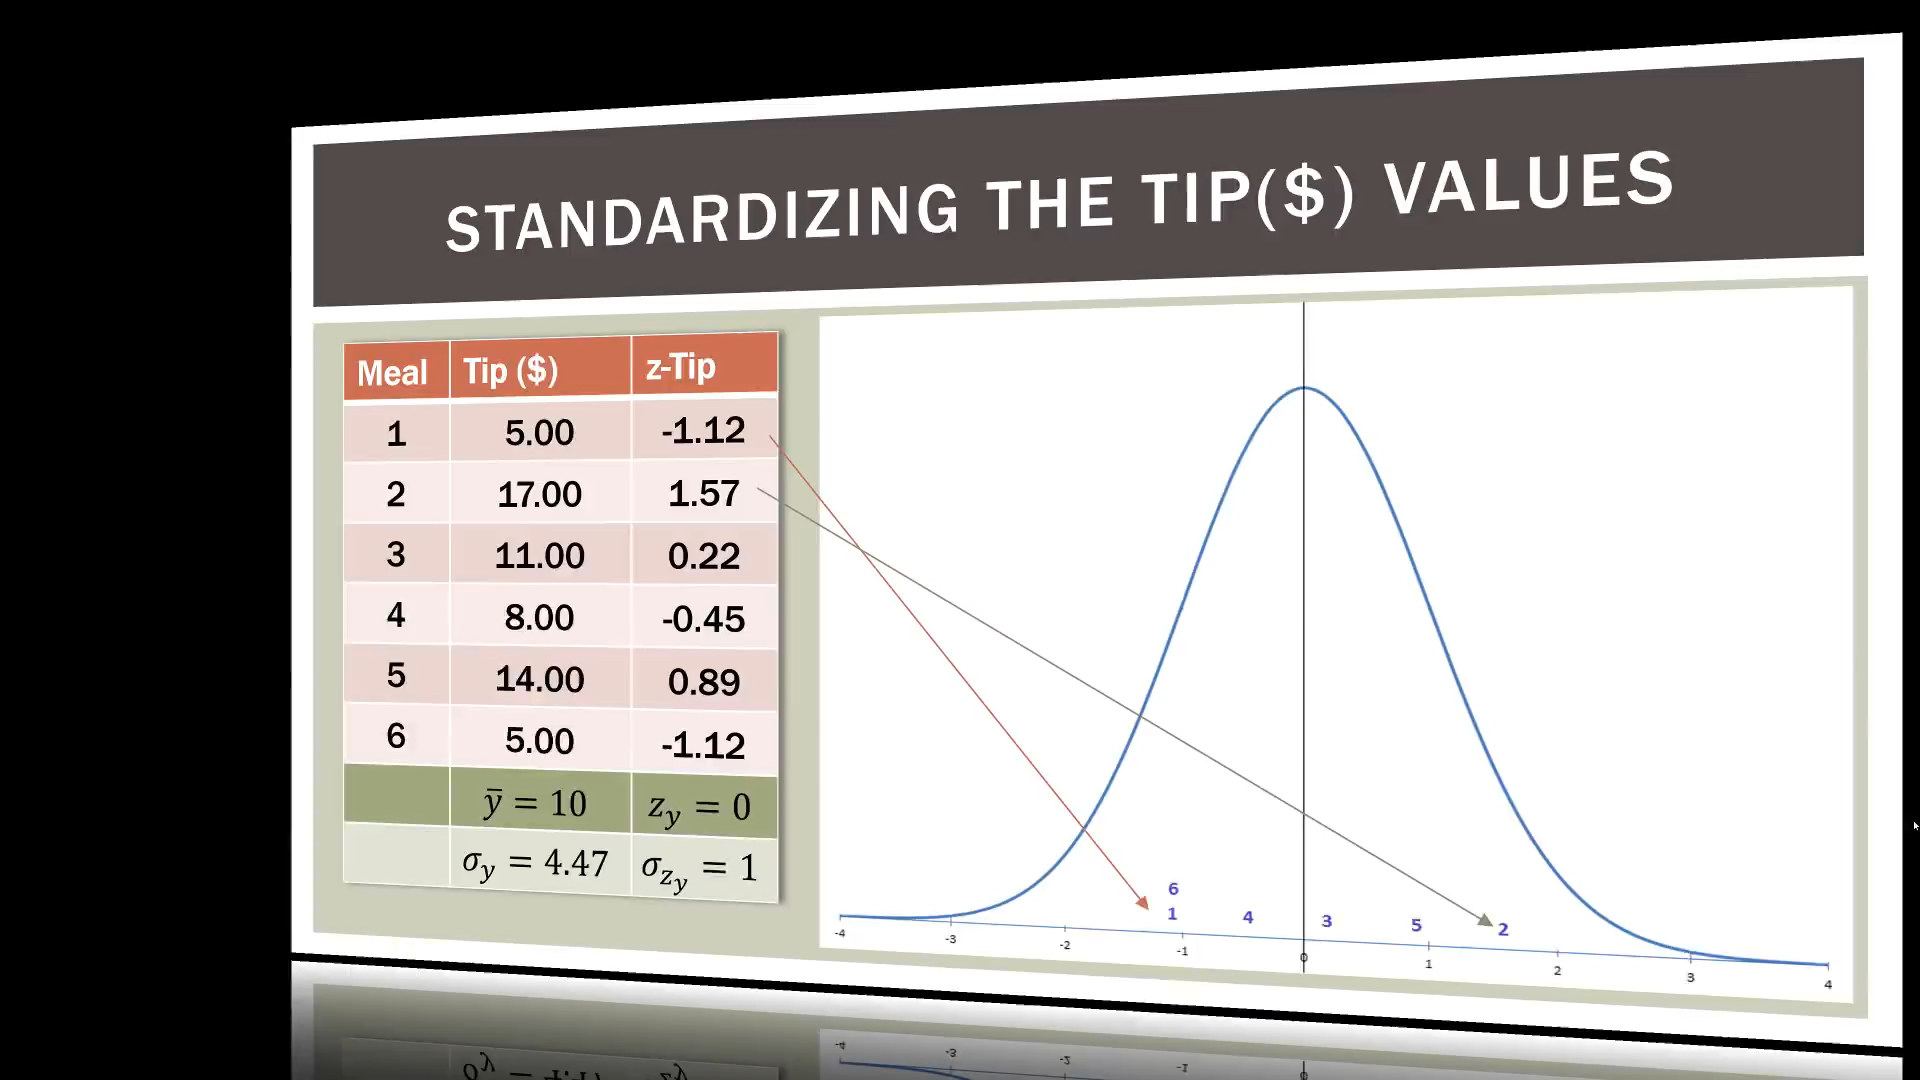 STANDARDIZING THE TIP($) VALUES
Meal Tip ($) z-Tip
1 5.00 -1.12
2 17.00 1.57
3 11.00 0.22
4 8.00 -0.45
5 14.00 0.89
6 5.00 -1.12
ȳ = 10 z_y = 0
σ_y = 4.47 σ_{z_y} = 1
6
1 4 3 5 2
-4 -3 -2 -1 0 1 2 3 4